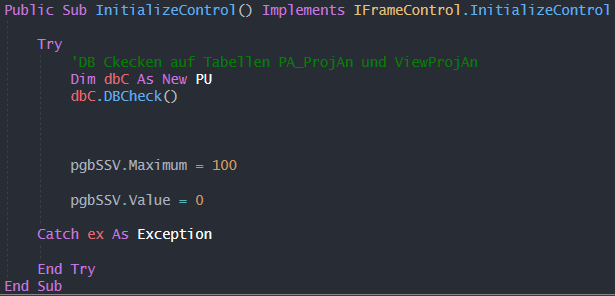 Public Sub InitializeControl() Implements IFrameControl.InitializeControl
Try
'DB Ckecken auf Tabellen PA_ProjAn und ViewProjAn
Dim dbC As New PU
dbC.DBCheck()
pgbSSV.Maximum = 100
pgbSSV.Value = 0
Catch ex As Exception
End Try
End Sub